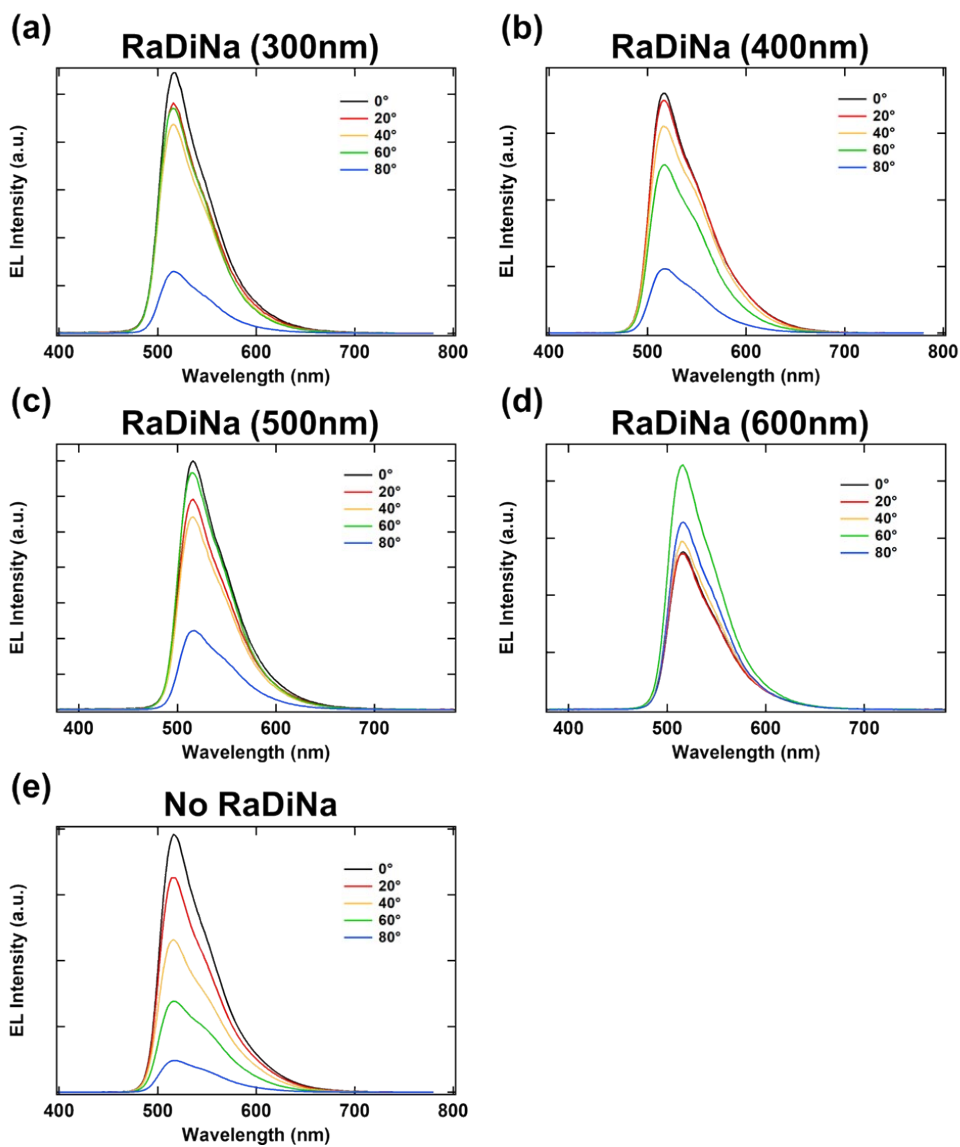 (a)
RaDiNa (300nm)
EL Intensity (a.u.)
0°
20°
40°
60°
80°
400 500 600 700 800
Wavelength (nm)
(b)
RaDiNa (400nm)
EL Intensity (a.u.)
0°
20°
40°
60°
80°
400 500 600 700 800
Wavelength (nm)
(c)
RaDiNa (500nm)
EL Intensity (a.u.)
0°
20°
40°
60°
80°
400 500 600 700
Wavelength (nm)
(d)
RaDiNa (600nm)
EL Intensity (a.u.)
0°
20°
40°
60°
80°
400 500 600 700
Wavelength (nm)
(e)
No RaDiNa
EL Intensity (a.u.)
0°
20°
40°
60°
80°
400 500 600 700 800
Wavelength (nm)